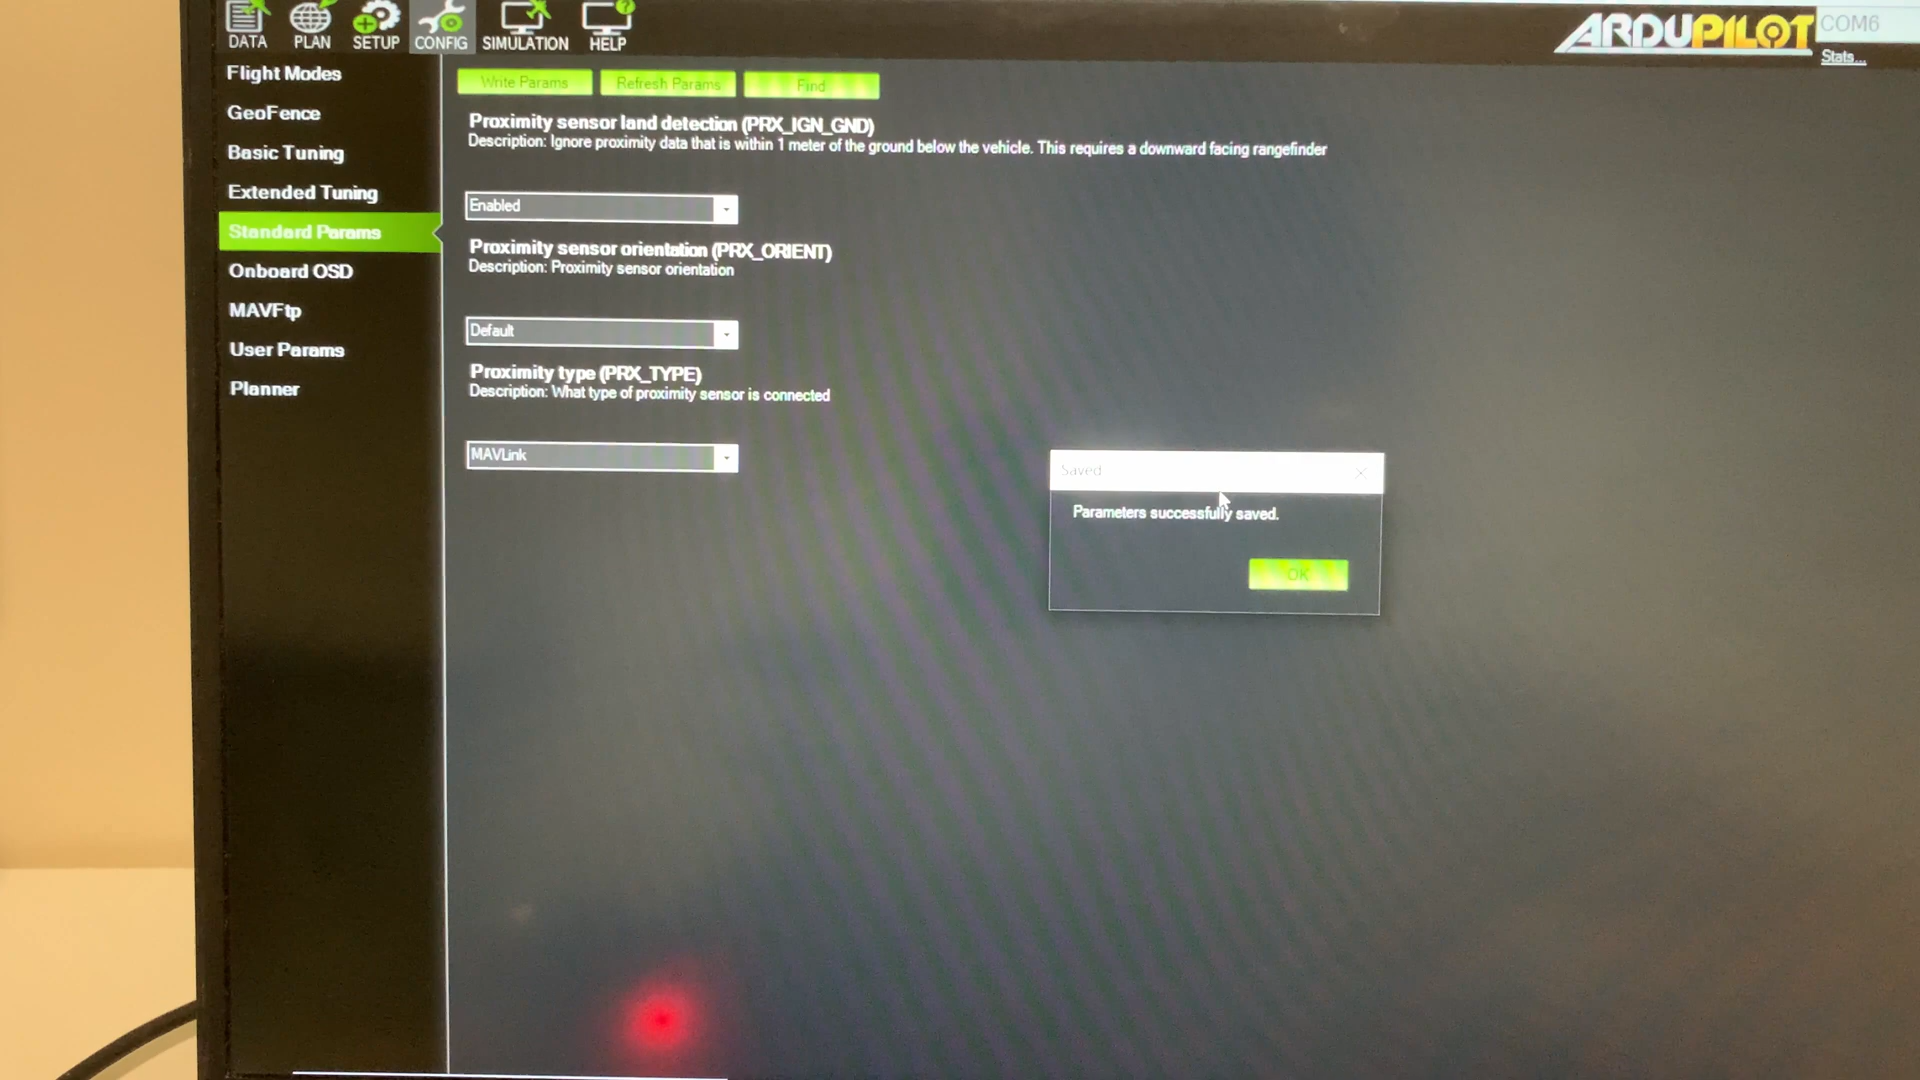 DATA PLAN SETUP CONFIG SIMULATION HELP
ARDUPILOT
COM6
Stats...
Flight Modes
GeoFence
Basic Tuning
Extended Tuning
Standard Params
Onboard OSD
MAVFtp
User Params
Planner
Write Params Refresh Params Find
Proximity sensor land detection (PRX_IGN_GND)
Description: Ignore proximity data that is within 1 meter of the ground below the vehicle. This requires a downward facing rangefinder
Enabled
Proximity sensor orientation (PRX_ORIENT)
Description: Proximity sensor orientation
Default
Proximity type (PRX_TYPE)
Description: What type of proximity sensor is connected
MAVLink
Saved
Parameters successfully saved.
OK